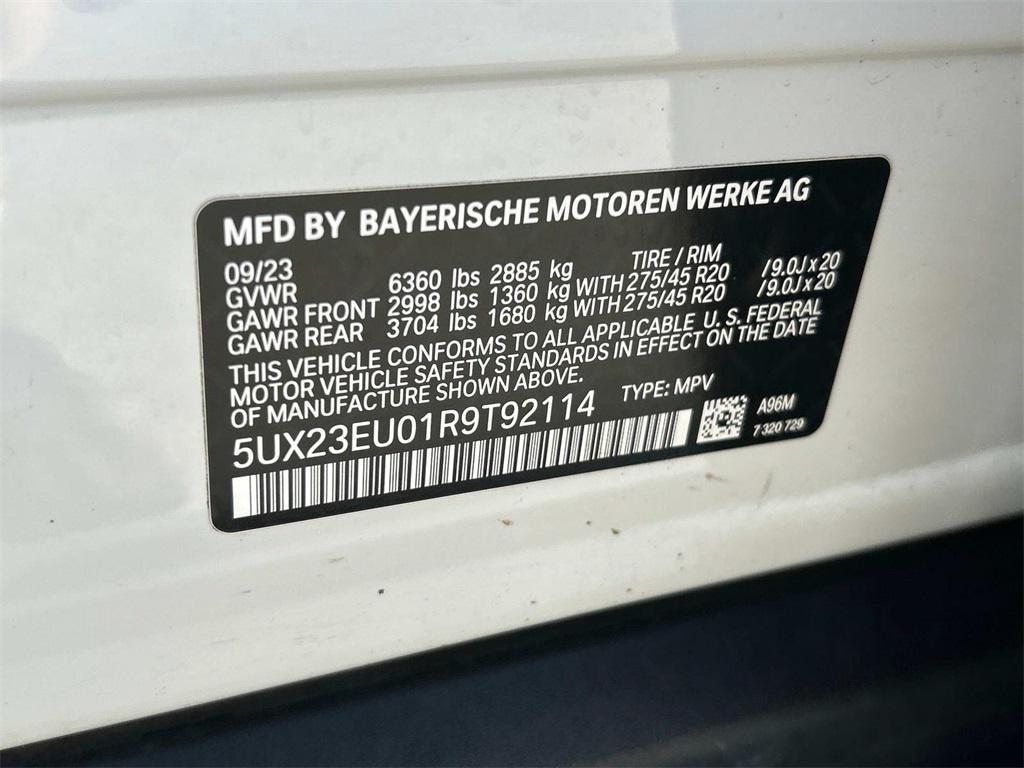 MFD BY BAYERISCHE MOTOREN WERKE AG
09/23 TIRE / RIM
GVWR 6360 lbs 2885 kg
GAWR FRONT 2998 lbs 1360 kg WITH 275/45 R20 / 9.0J x 20
GAWR REAR 3704 lbs 1680 kg WITH 275/45 R20 / 9.0J x 20
THIS VEHICLE CONFORMS TO ALL APPLICABLE U. S. FEDERAL
MOTOR VEHICLE SAFETY STANDARDS IN EFFECT ON THE DATE
OF MANUFACTURE SHOWN ABOVE.
TYPE: MPV
5UX23EU01R9T92114
A96M
7 320 729